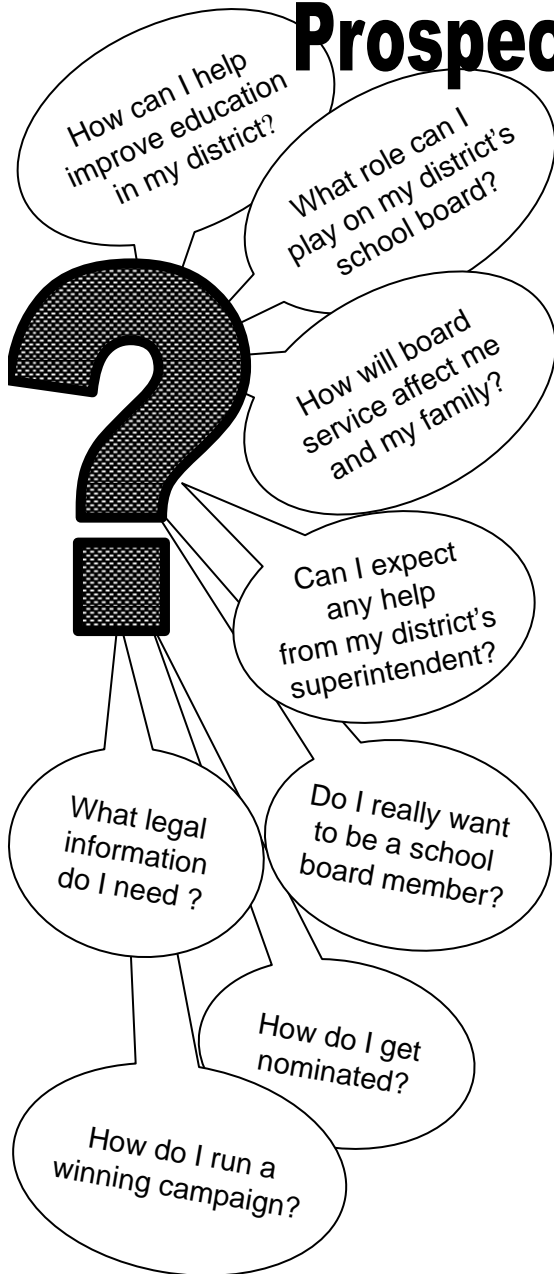 Prospec
How can I help
improve education
in my district?
What role can I
play on my district's
school board?
How will board
service affect me
and my family?
Can I expect
any help
from my district's
superintendent?
Do I really want
to be a school
board member?
What legal
information
do I need ?
How do I get
nominated?
How do I run a
winning campaign?
?